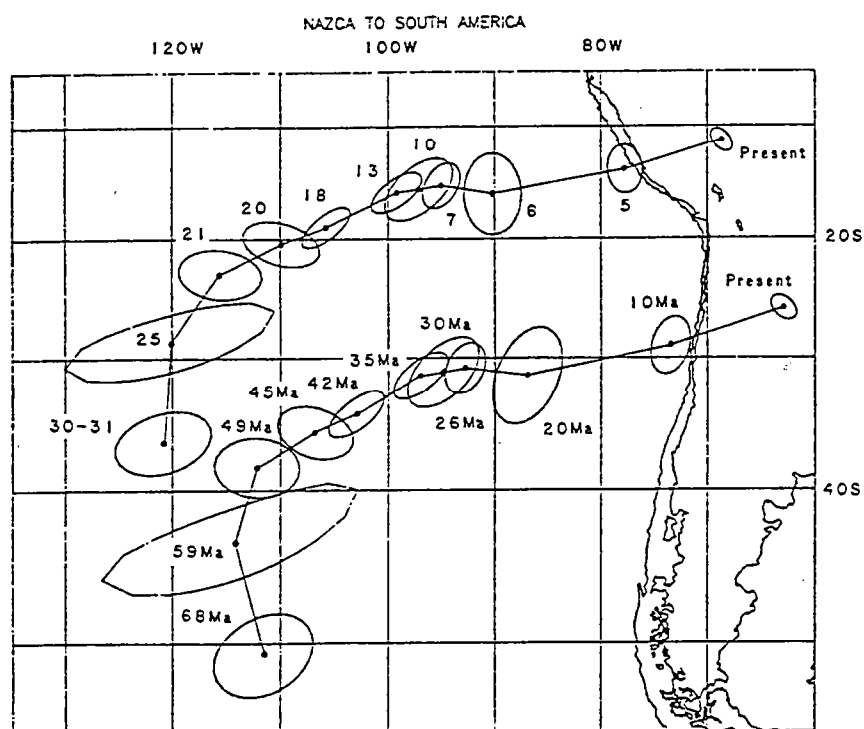 NAZCA TO SOUTH AMERICA
120W 100W 80W
10
13
18
20
21
7
6
5
Present
20S
25
Present
10Ma
30Ma
35Ma
42Ma
45Ma
49Ma
30-31
26Ma
20Ma
40S
59Ma
68Ma